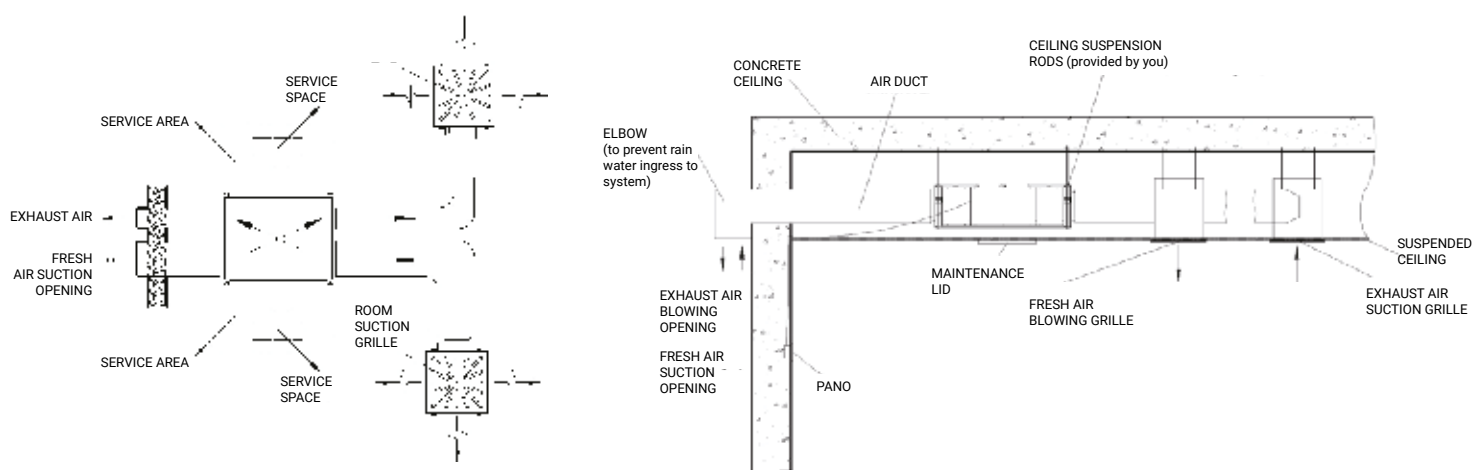 SERVICE
SPACE
SERVICE AREA
EXHAUST AIR
FRESH
AIR SUCTION
OPENING
SERVICE AREA
ROOM
SUCTION
GRILLE
SERVICE
SPACE
CONCRETE
CEILING
AIR DUCT
CEILING SUSPENSION
RODS (provided by you)
ELBOW
(to prevent rain
water ingress to
system)
SUSPENDED
CEILING
MAINTENANCE
LID
EXHAUST AIR
BLOWING
OPENING
FRESH AIR
BLOWING GRILLE
EXHAUST AIR
SUCTION GRILLE
FRESH AIR
SUCTION
OPENING
PANO